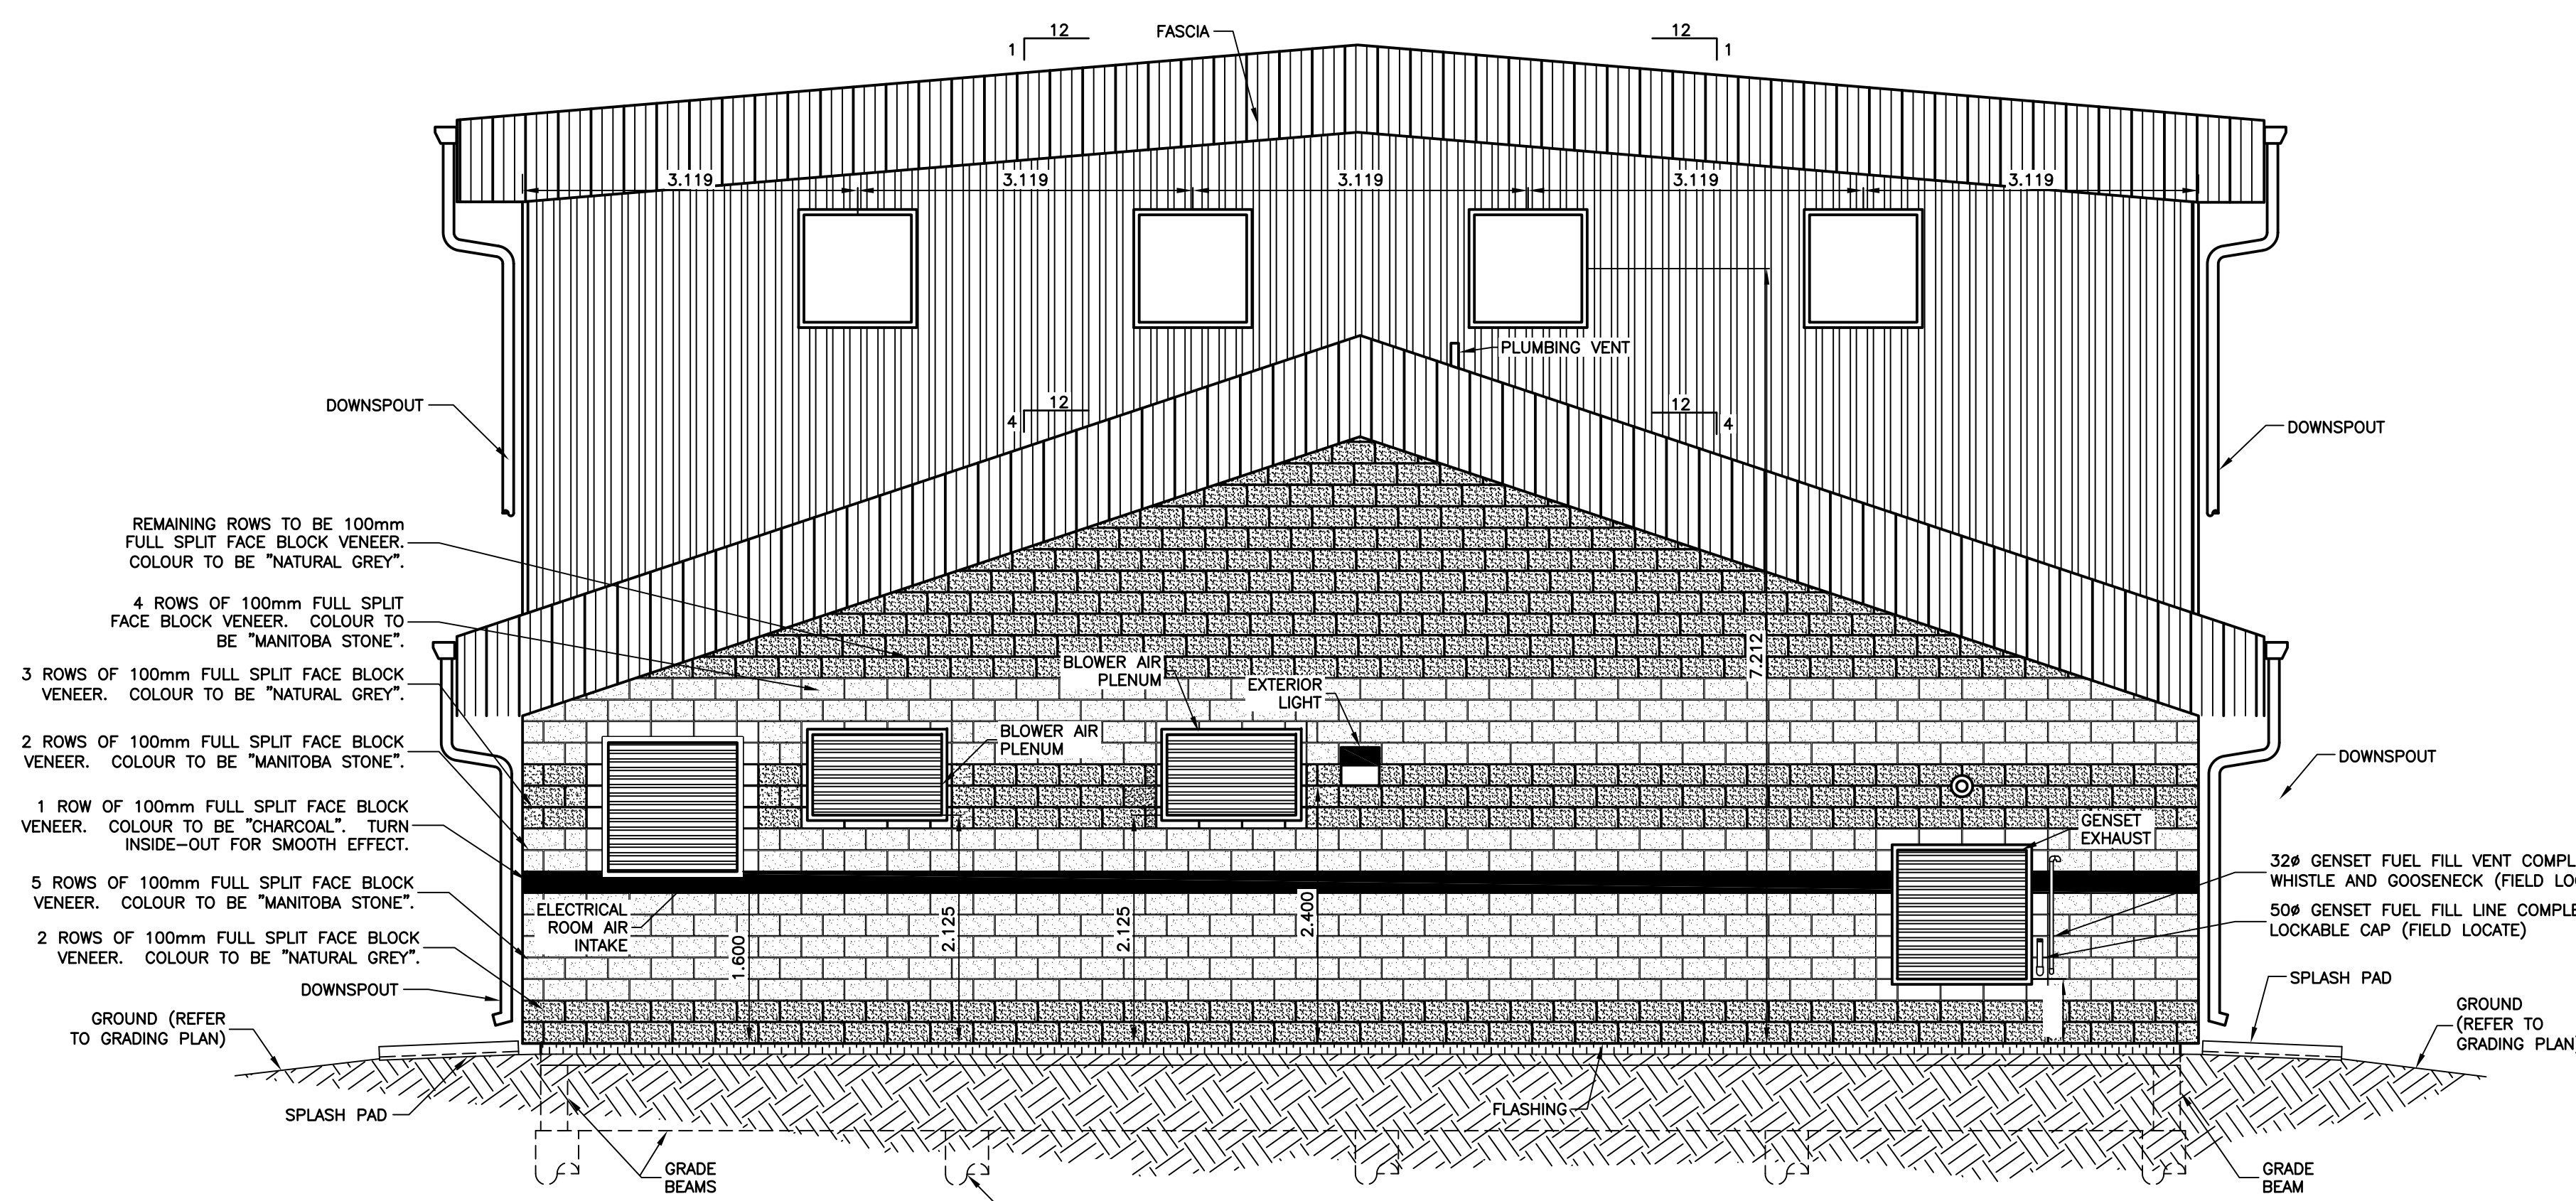 12
1
FASCIA
12
1
3.119
3.119
3.119
3.119
3.119
PLUMBING VENT
DOWNSPOUT
12
4
12
4
DOWNSPOUT
REMAINING ROWS TO BE 100mm
FULL SPLIT FACE BLOCK VENEER.
COLOUR TO BE "NATURAL GREY".
4 ROWS OF 100mm FULL SPLIT
FACE BLOCK VENEER. COLOUR TO
BE "MANITOBA STONE".
3 ROWS OF 100mm FULL SPLIT FACE BLOCK
VENEER. COLOUR TO BE "NATURAL GREY".
2 ROWS OF 100mm FULL SPLIT FACE BLOCK
VENEER. COLOUR TO BE "MANITOBA STONE".
1 ROW OF 100mm FULL SPLIT FACE BLOCK
VENEER. COLOUR TO BE "CHARCOAL". TURN
INSIDE-OUT FOR SMOOTH EFFECT.
5 ROWS OF 100mm FULL SPLIT FACE BLOCK
VENEER. COLOUR TO BE "MANITOBA STONE".
2 ROWS OF 100mm FULL SPLIT FACE BLOCK
VENEER. COLOUR TO BE "NATURAL GREY".
DOWNSPOUT
GROUND (REFER
TO GRADING PLAN)
SPLASH PAD
BLOWER AIR
PLENUM
EXTERIOR
LIGHT
BLOWER AIR
PLENUM
7.212
ELECTRICAL
ROOM AIR
INTAKE
1.600
2.125
2.125
2.400
GENSET
EXHAUST
DOWNSPOUT
32ø GENSET FUEL FILL VENT
WHISTLE AND GOOSENECK (FIELD
50ø GENSET FUEL FILL LINE
LOCKABLE CAP (FIELD LOCATE)
SPLASH PAD
GROUND
(REFER TO
GRADING PLAN)
FLASHING
GRADE
BEAMS
GRADE
BEAM